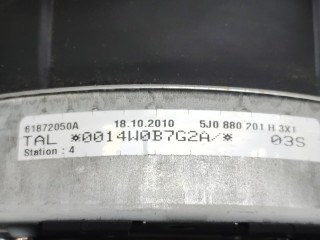 61872050A 18.10.2010 5J0 880 201 H 3X1
TAL *0014W0B7G2A/* 03S
Station : 4